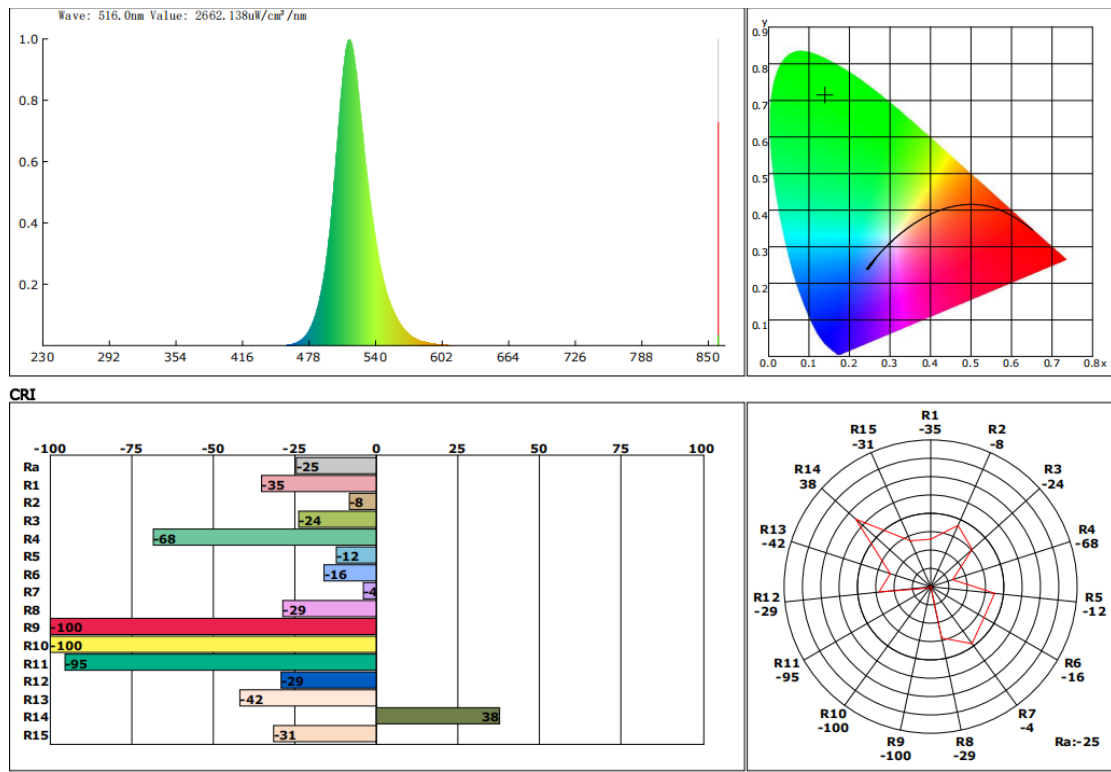 Wave: 516.0nm Value: 2662.138uW/cm²/nm
1.0
0.8
0.6
0.4
0.2
230 292 354 416 478 540 602 664 726 788 850
y
0.9
0.8
0.7
0.6
0.5
0.4
0.3
0.2
0.1
0.0 0.1 0.2 0.3 0.4 0.5 0.6 0.7 0.8x
CRI
-100 -75 -50 -25 0 25 50 75 100
Ra -25
R1 -35
R2 -8
R3 -24
R4 -68
R5 -12
R6 -16
R7 -4
R8 -29
R9 -100
R10 -100
R11 -95
R12 -29
R13 -42
R14 38
R15 -31
R1
-35
R2
-8
R3
-24
R4
-68
R5
-12
R6
-16
R7
-4
R8
-29
R9
-100
R10
-100
R11
-95
R12
-29
R13
-42
R14
38
R15
-31
Ra:-25